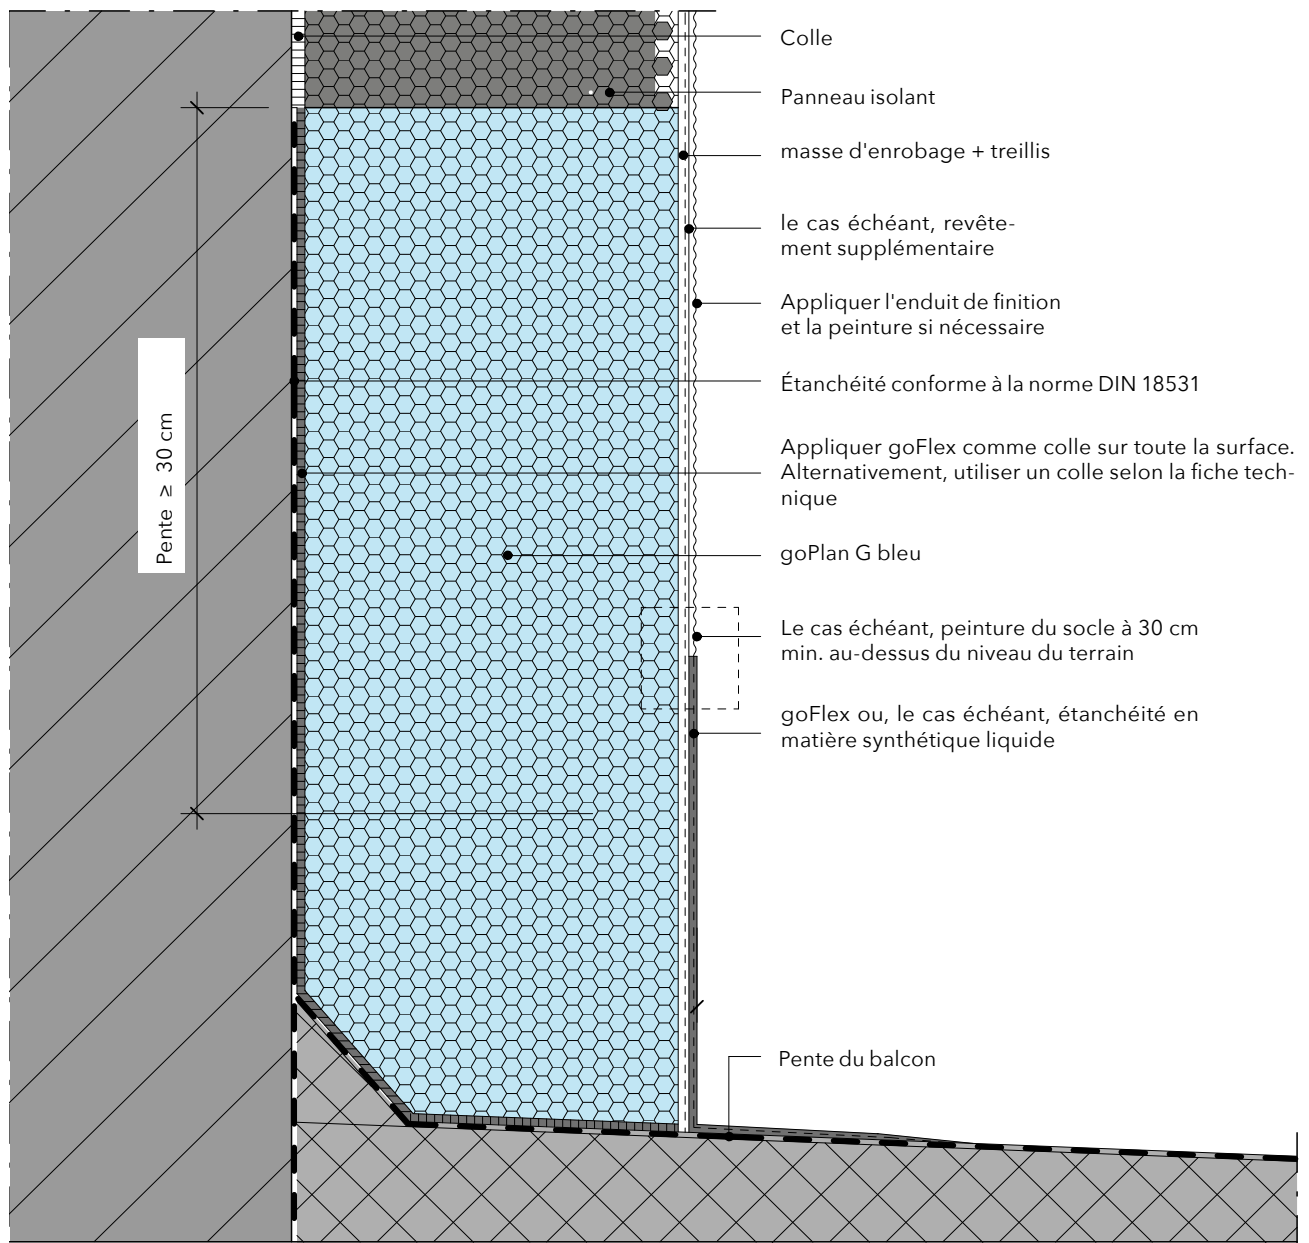 Colle
Panneau isolant
masse d'enrobage + treillis
le cas échéant, revête-
ment supplémentaire
Appliquer l'enduit de finition
et la peinture si nécessaire
Étanchéité conforme à la norme DIN 18531
Appliquer goFlex comme colle sur toute la surface.
Alternativement, utiliser un colle selon la fiche tech-
nique
Pente ≥ 30 cm
goPlan G bleu
Le cas échéant, peinture du socle à 30 cm
min. au-dessus du niveau du terrain
goFlex ou, le cas échéant, étanchéité en
matière synthétique liquide
Pente du balcon